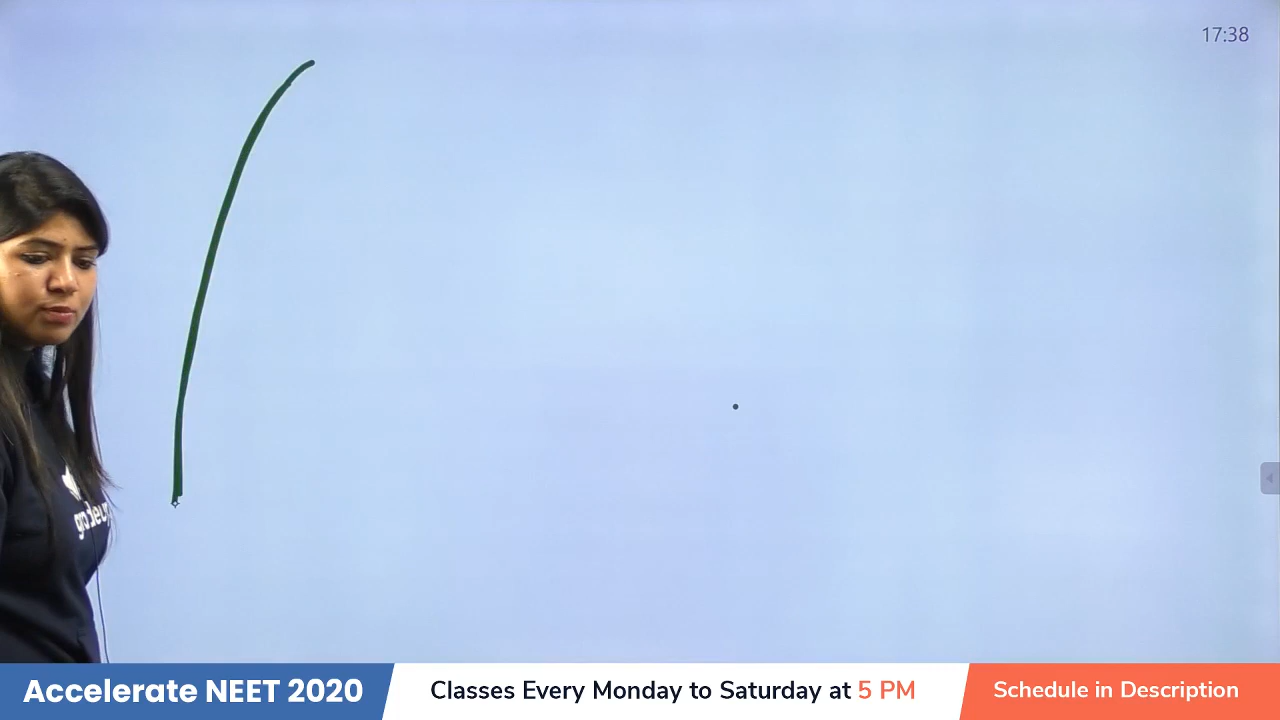 17:38
Accelerate NEET 2020
Classes Every Monday to Saturday at 5 PM
Schedule in Description